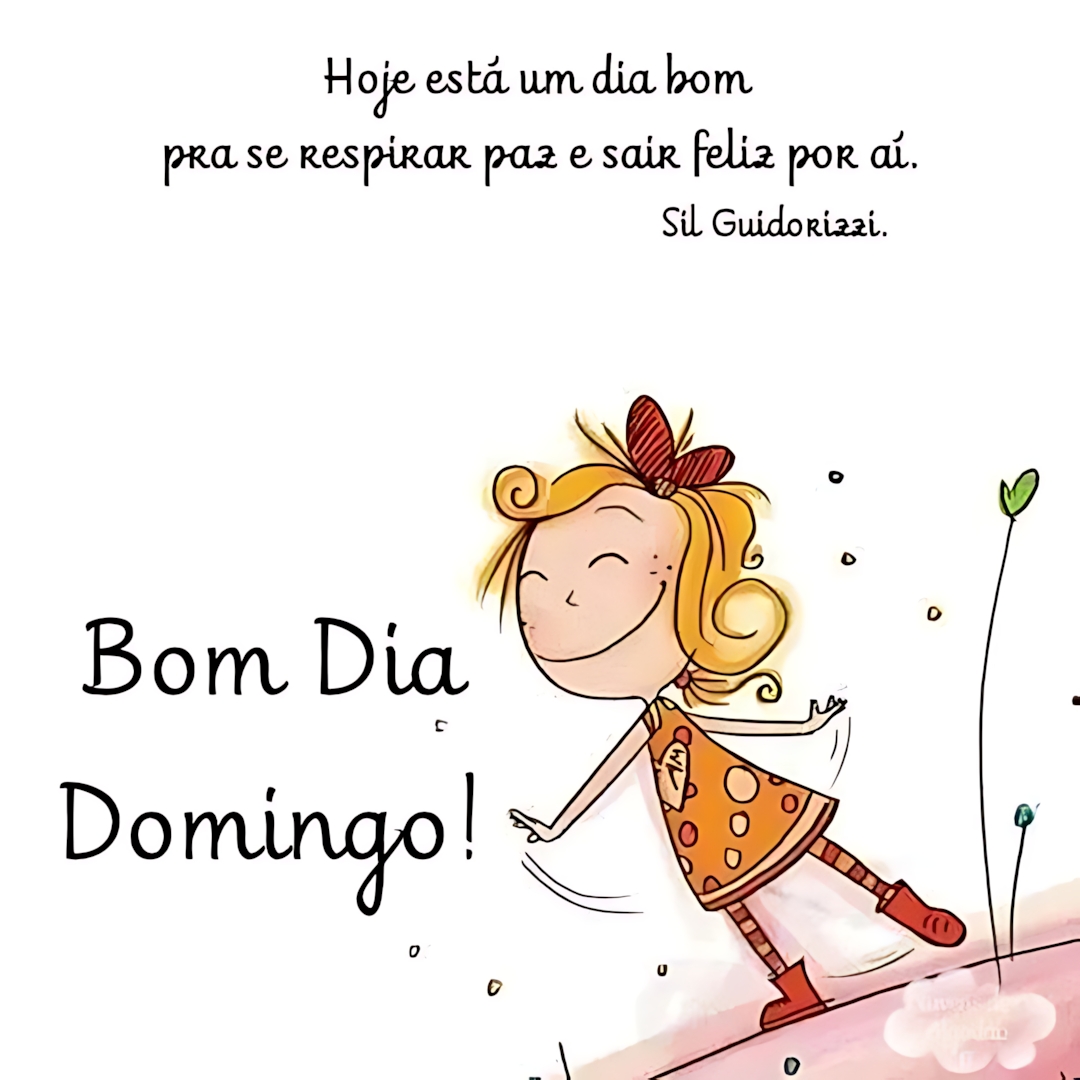 Hoje está um dia bom
pra se respirar paz e sair feliz por aí.
Sil Guidorizzi.
Bom Dia
Domingo!